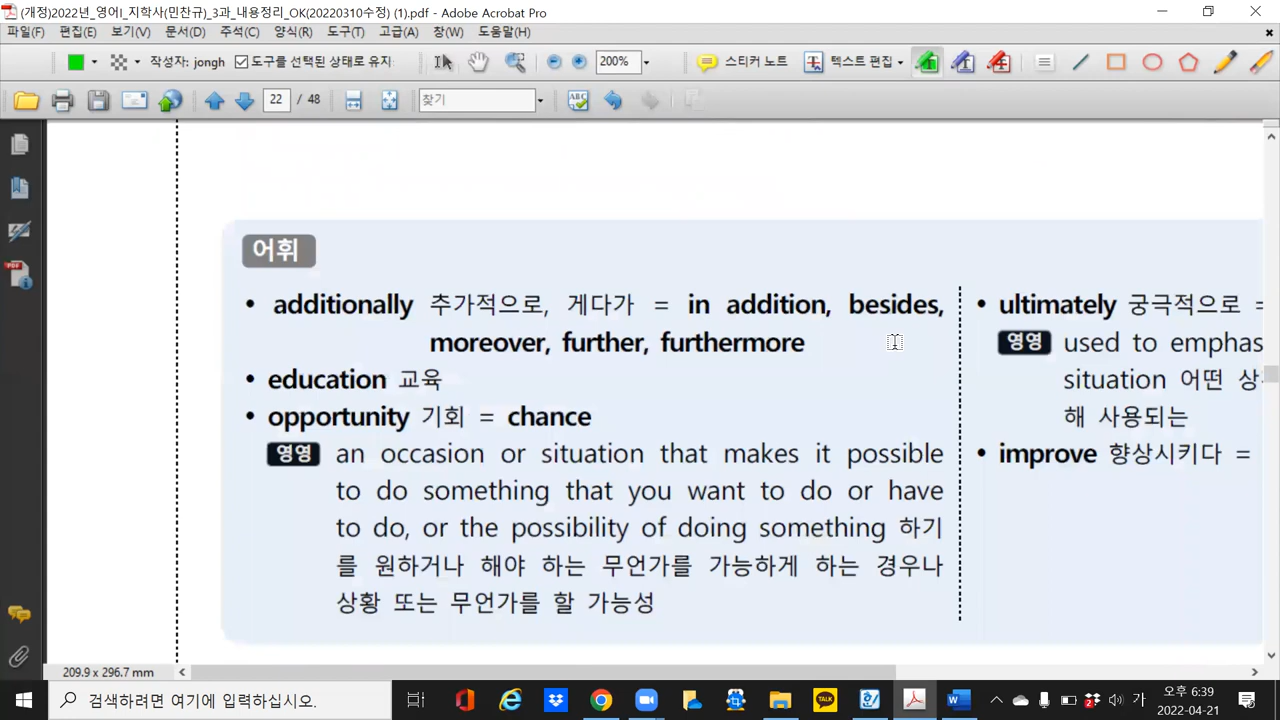 (개정)2022년_영어I_지학사(민찬규)_3과_내용정리_OK(20220310수정) (1).pdf - Adobe Acrobat Pro
파일(F) 편집(E) 보기(V) 문서(D) 주석(C) 양식(R) 도구(T) 고급(A) 창(W) 도움말(H)
작성자: jongh 도구를 선택된 상태로 유지 200% 스티커 노트 텍스트 편집
22 / 48 찾기
어휘
• additionally 추가적으로, 게다가 = in addition, besides,
moreover, further, furthermore
• education 교육
• opportunity 기회 = chance
영영 an occasion or situation that makes it possible
to do something that you want to do or have
to do, or the possibility of doing something 하기
를 원하거나 해야 하는 무언가를 가능하게 하는 경우나
상황 또는 무언가를 할 가능성
• ultimately 궁극적으로 =
영영 used to emphas
situation 어떤 상
해 사용되는
• improve 향상시키다 =
209.9 x 296.7 mm
검색하려면 여기에 입력하십시오.
TALK
가
오후 6:39
2022-04-21